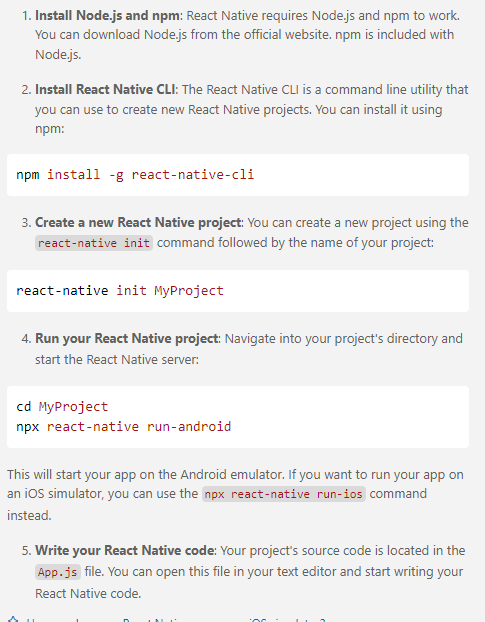 1. Install Node.js and npm: React Native requires Node.js and npm to work.
You can download Node.js from the official website. npm is included with
Node.js.
2. Install React Native CLI: The React Native CLI is a command line utility that
you can use to create new React Native projects. You can install it using
npm:
npm install -g react-native-cli
3. Create a new React Native project: You can create a new project using the
react-native init command followed by the name of your project:
react-native init MyProject
4. Run your React Native project: Navigate into your project's directory and
start the React Native server:
cd MyProject
npx react-native run-android
This will start your app on the Android emulator. If you want to run your app on
an iOS simulator, you can use the npx react-native run-ios command
instead.
5. Write your React Native code: Your project's source code is located in the
App.js file. You can open this file in your text editor and start writing your
React Native code.